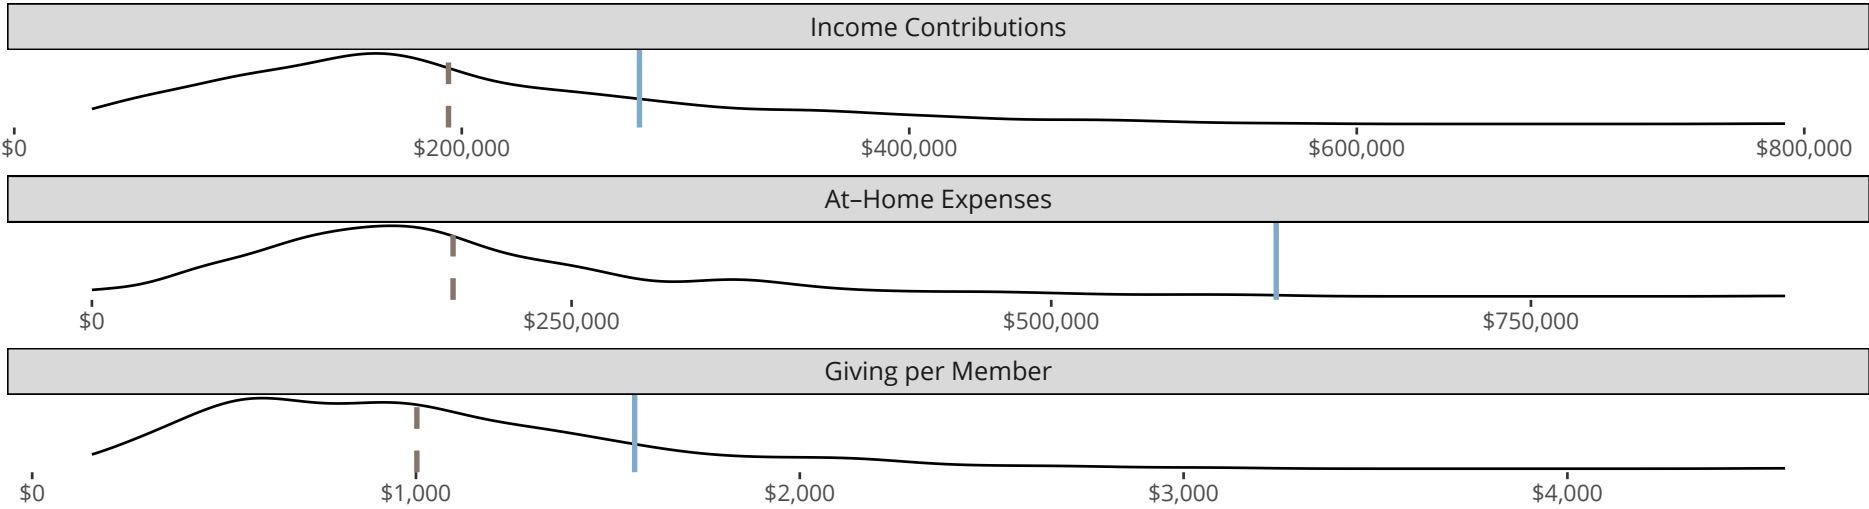 Income Contributions
$0 $200,000 $400,000 $600,000 $800,000
At–Home Expenses
$0 $250,000 $500,000 $750,000
Giving per Member
$0 $1,000 $2,000 $3,000 $4,000